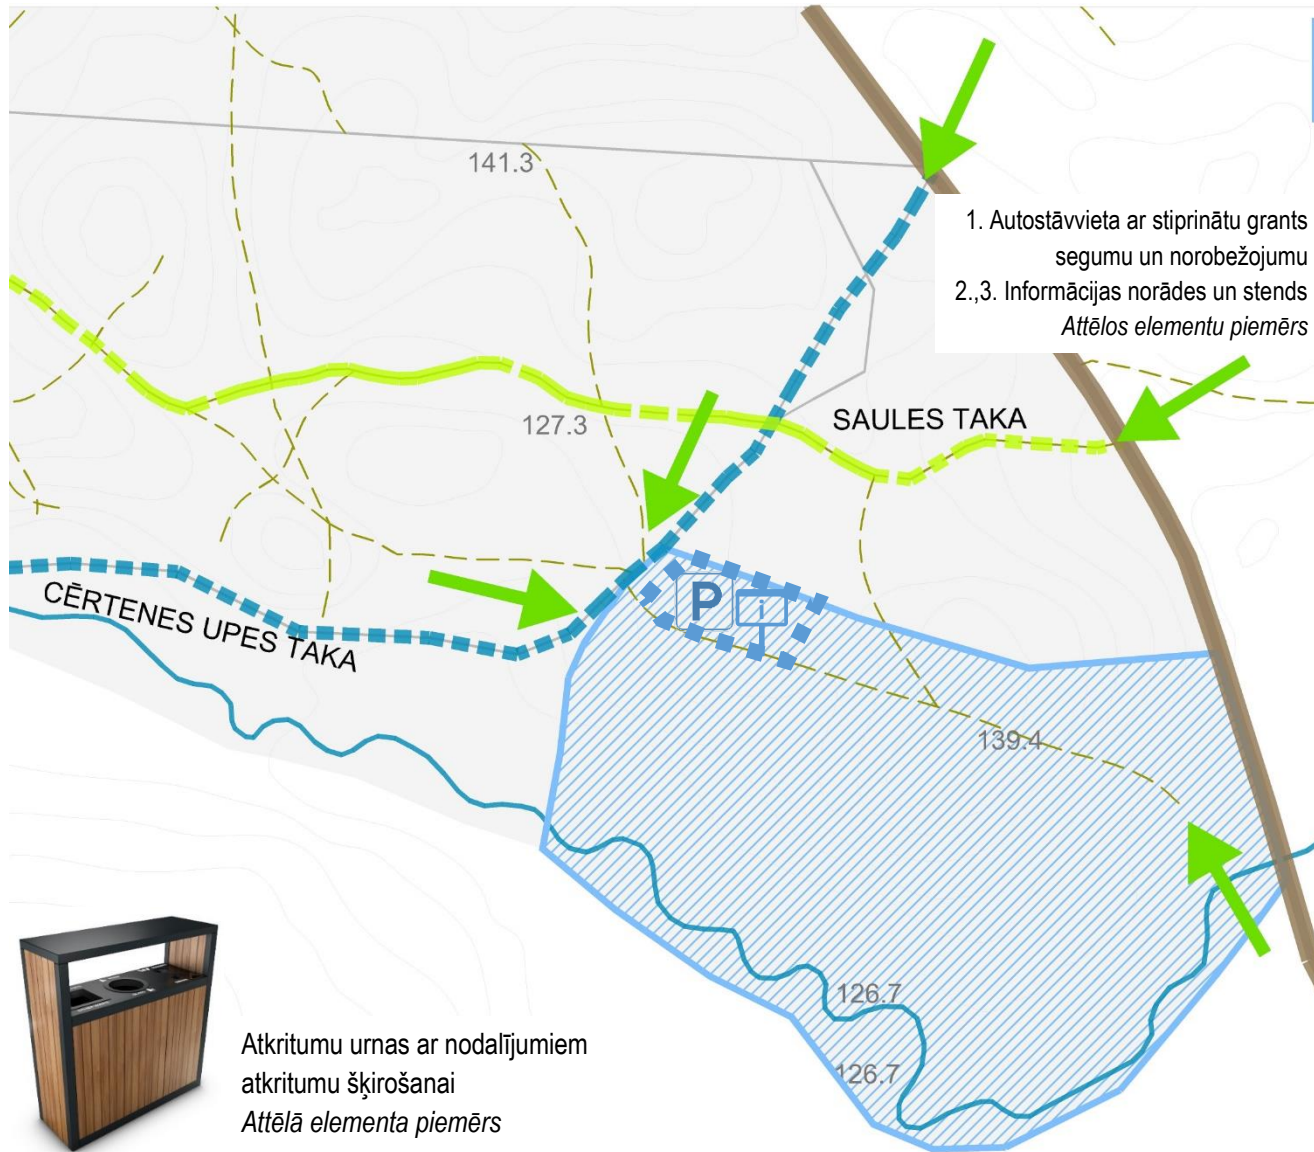 141.3
1. Autostāvvieta ar stiprinātu grants
segumu un norobežojumu
2.,3. Informācijas norādes un stends
Attēlos elementu piemērs
127.3
SAULES TAKA
P
i
CĒRTENES UPES TAKA
139.4
126.7
126.7
Atkritumu urnas ar nodalījumiem
atkritumu šķirošanai
Attēlā elementa piemērs